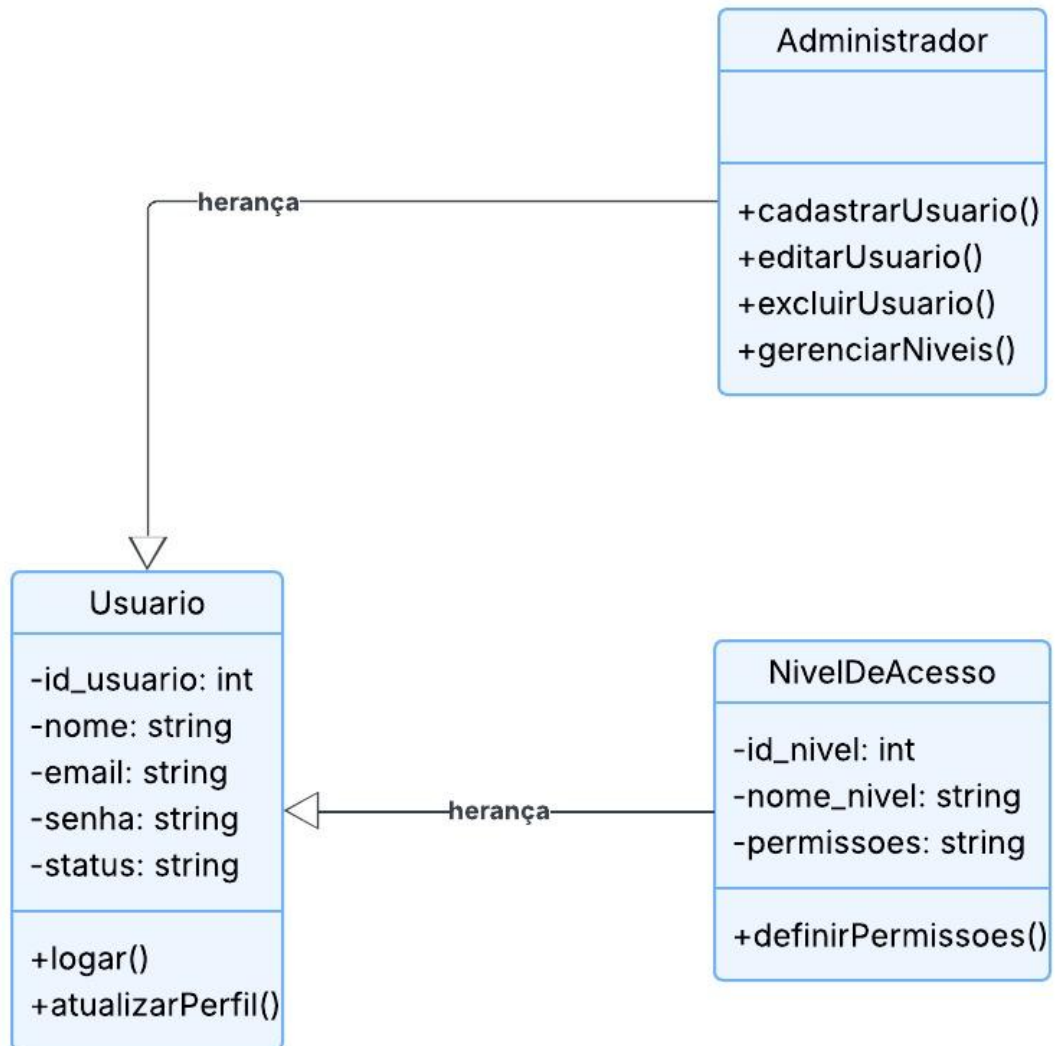 Administrador
+cadastrarUsuario()
+editarUsuario()
+excluirUsuario()
+gerenciarNiveis()
herança
Usuario
-id_usuario: int
-nome: string
-email: string
-senha: string
-status: string
+logar()
+atualizarPerfil()
herança
NivelDeAcesso
-id_nivel: int
-nome_nivel: string
-permissoes: string
+definirPermissoes()